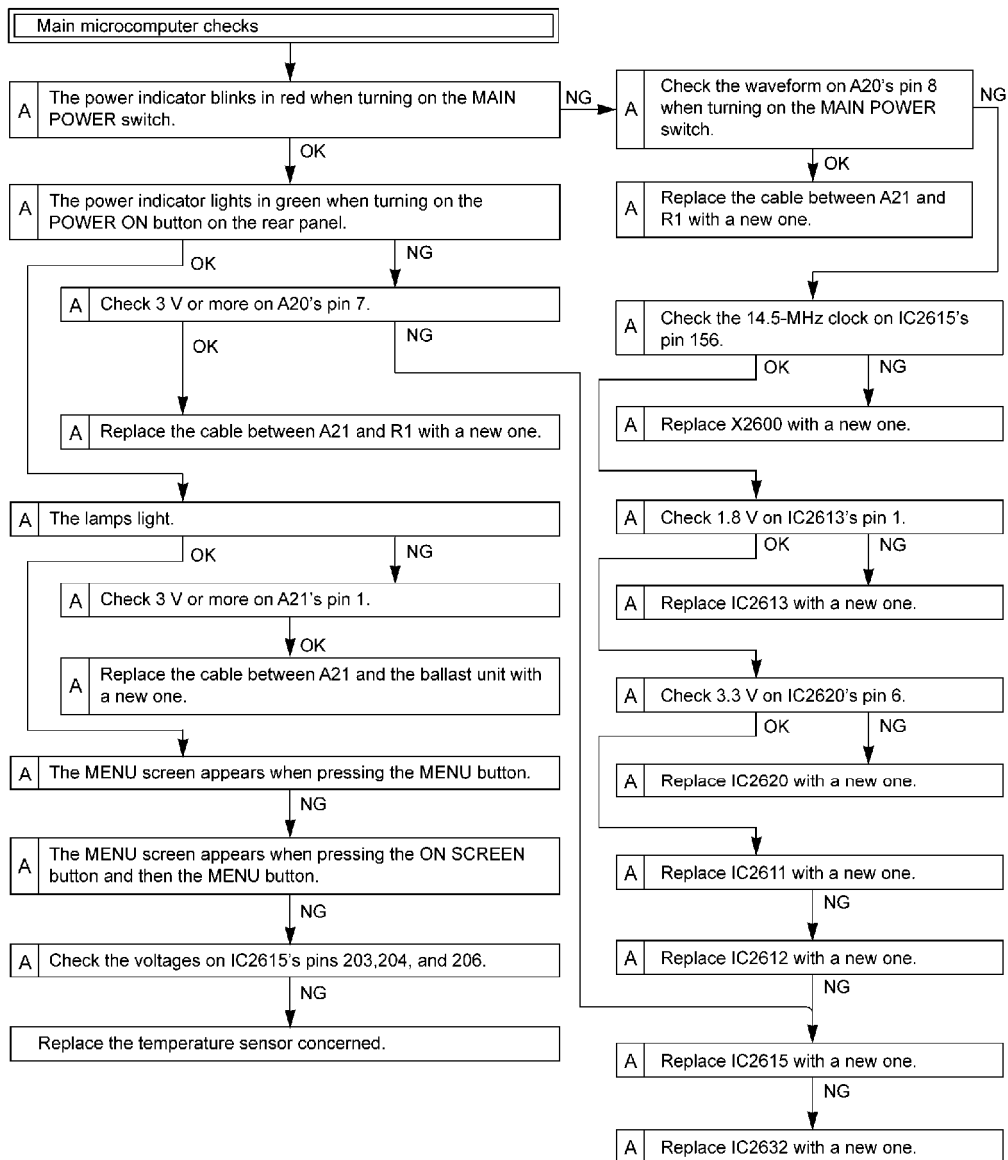 Main microcomputer checks
A
The power indicator blinks in red when turning on the MAIN
POWER switch.
NG
OK
A
The power indicator lights in green when turning on the
POWER ON button on the rear panel.
OK
NG
A
Check 3 V or more on A20's pin 7.
OK
NG
A
Replace the cable between A21 and R1 with a new one.
A
The lamps light.
OK
NG
A
Check 3 V or more on A21's pin 1.
OK
A
Replace the cable between A21 and the ballast unit with
a new one.
A
The MENU screen appears when pressing the MENU button.
NG
A
The MENU screen appears when pressing the ON SCREEN
button and then the MENU button.
NG
A
Check the voltages on IC2615's pins 203,204, and 206.
NG
Replace the temperature sensor concerned.
A
Check the waveform on A20's pin 8
when turning on the MAIN POWER
switch.
NG
OK
A
Replace the cable between A21 and
R1 with a new one.
A
Check the 14.5-MHz clock on IC2615's
pin 156.
OK
NG
A
Replace X2600 with a new one.
A
Check 1.8 V on IC2613's pin 1.
OK
NG
A
Replace IC2613 with a new one.
A
Check 3.3 V on IC2620's pin 6.
OK
NG
A
Replace IC2620 with a new one.
A
Replace IC2611 with a new one.
NG
A
Replace IC2612 with a new one.
NG
A
Replace IC2615 with a new one.
NG
A
Replace IC2632 with a new one.